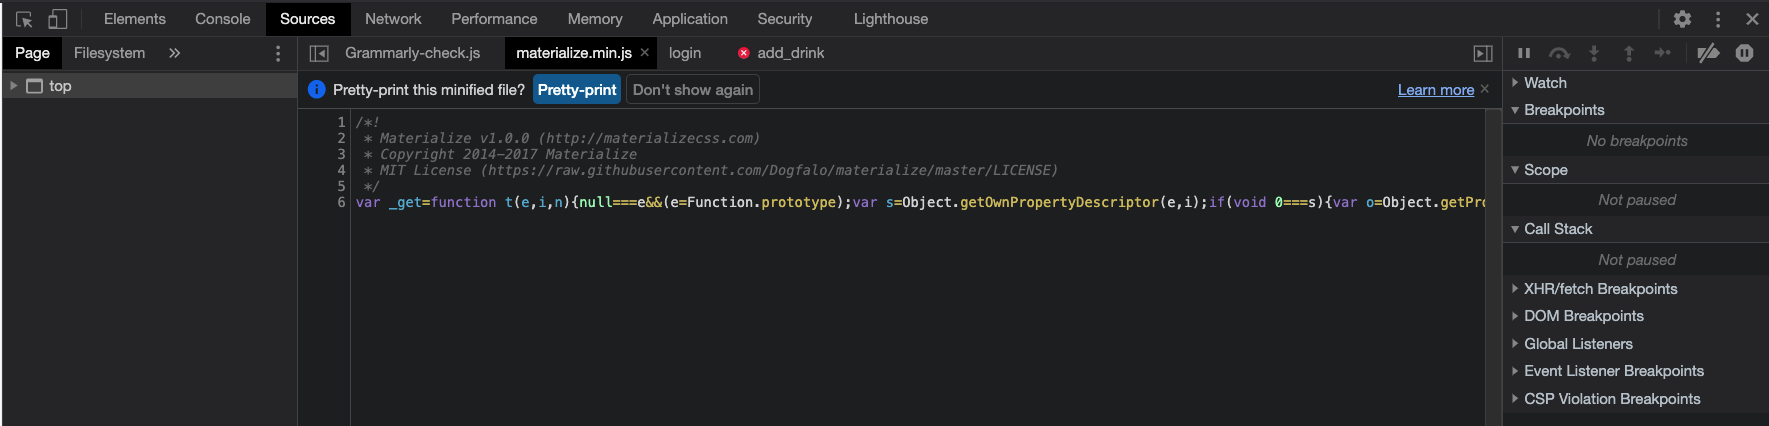 Elements Console Sources Network Performance Memory Application Security Lighthouse
Page Filesystem
top
Grammarly-check.js materialize.min.js login add_drink
Pretty-print this minified file? Pretty-print Don't show again Learn more
1 /*!
2 * Materialize v1.0.0 (http://materializecss.com)
3 * Copyright 2014-2017 Materialize
4 * MIT License (https://raw.githubusercontent.com/Dogfalo/materialize/master/LICENSE)
5 */
6 var _get=function t(e,i,n){null===e&&(e=Function.prototype);var s=Object.getOwnPropertyDescriptor(e,i);if(void 0===s){var o=Object.getPro
Watch
Breakpoints
No breakpoints
Scope
Not paused
Call Stack
Not paused
XHR/fetch Breakpoints
DOM Breakpoints
Global Listeners
Event Listener Breakpoints
CSP Violation Breakpoints